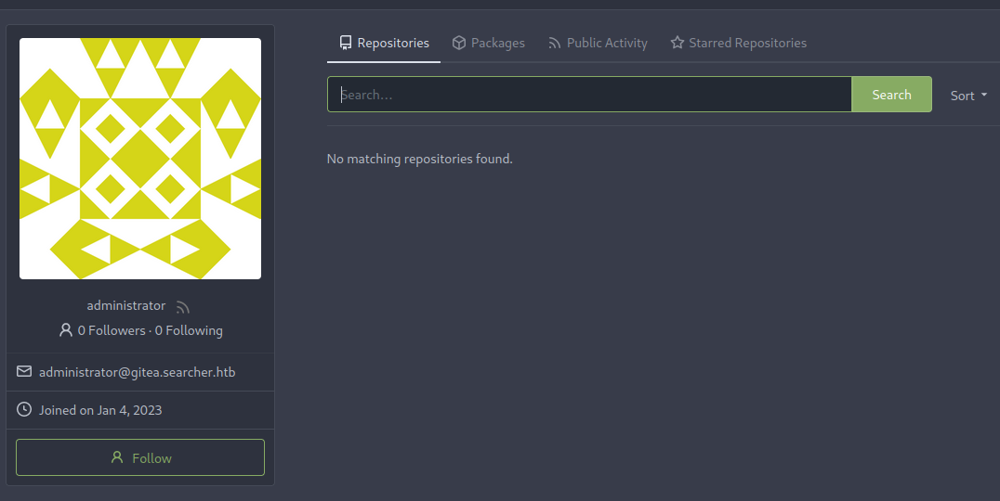 Repositories Packages Public Activity Starred Repositories
Search...
Search
Sort
No matching repositories found.
administrator
0 Followers · 0 Following
administrator@gitea.searcher.htb
Joined on Jan 4, 2023
Follow